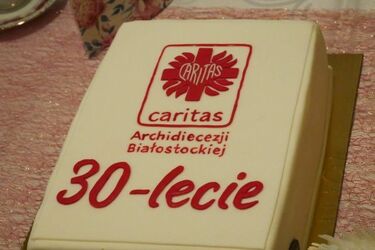 CARITAS
caritas
Archidiecezji
Białostockiej
30-lecie